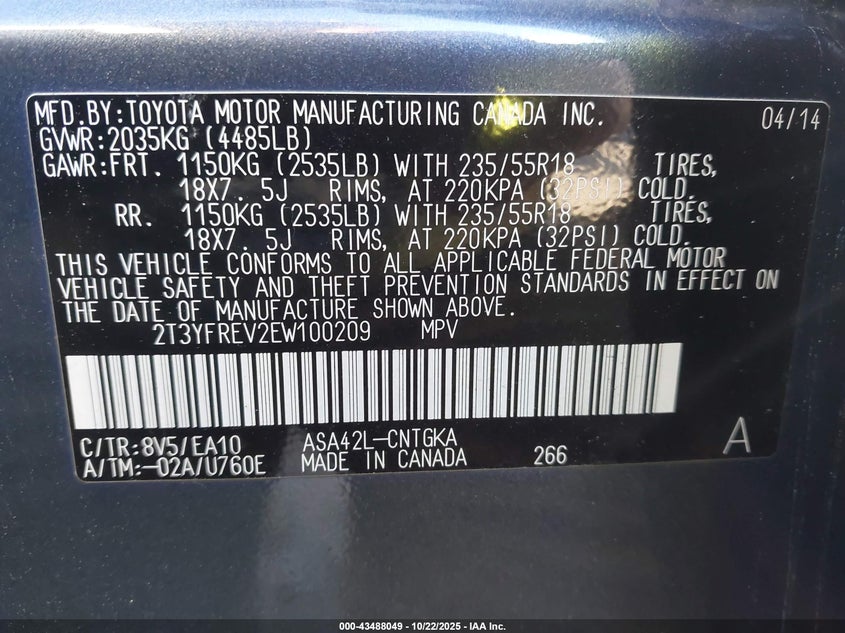 MFD.BY:TOYOTA MOTOR MANUFACTURING CANADA INC. 04/14
GVWR:2035KG (4485LB)
GAWR:FRT. 1150KG (2535LB) WITH 235/55R18 TIRES,
18X7. 5J RIMS, AT 220KPA (32PSI) COLD.
RR. 1150KG (2535LB) WITH 235/55R18 TIRES,
18X7. 5J RIMS, AT 220KPA (32PSI) COLD.
THIS VEHICLE CONFORMS TO ALL APPLICABLE FEDERAL MOTOR
VEHICLE SAFETY AND THEFT PREVENTION STANDARDS IN EFFECT ON
THE DATE OF MANUFACTURE SHOWN ABOVE.
2T3YFREV2EW100209 MPV
C/TR:8V5/EA10 ASA42L-CNTGKA A
A/TM:-02A/U760E MADE IN CANADA 266
000-43488049 - 10/22/2025 - IAA Inc.